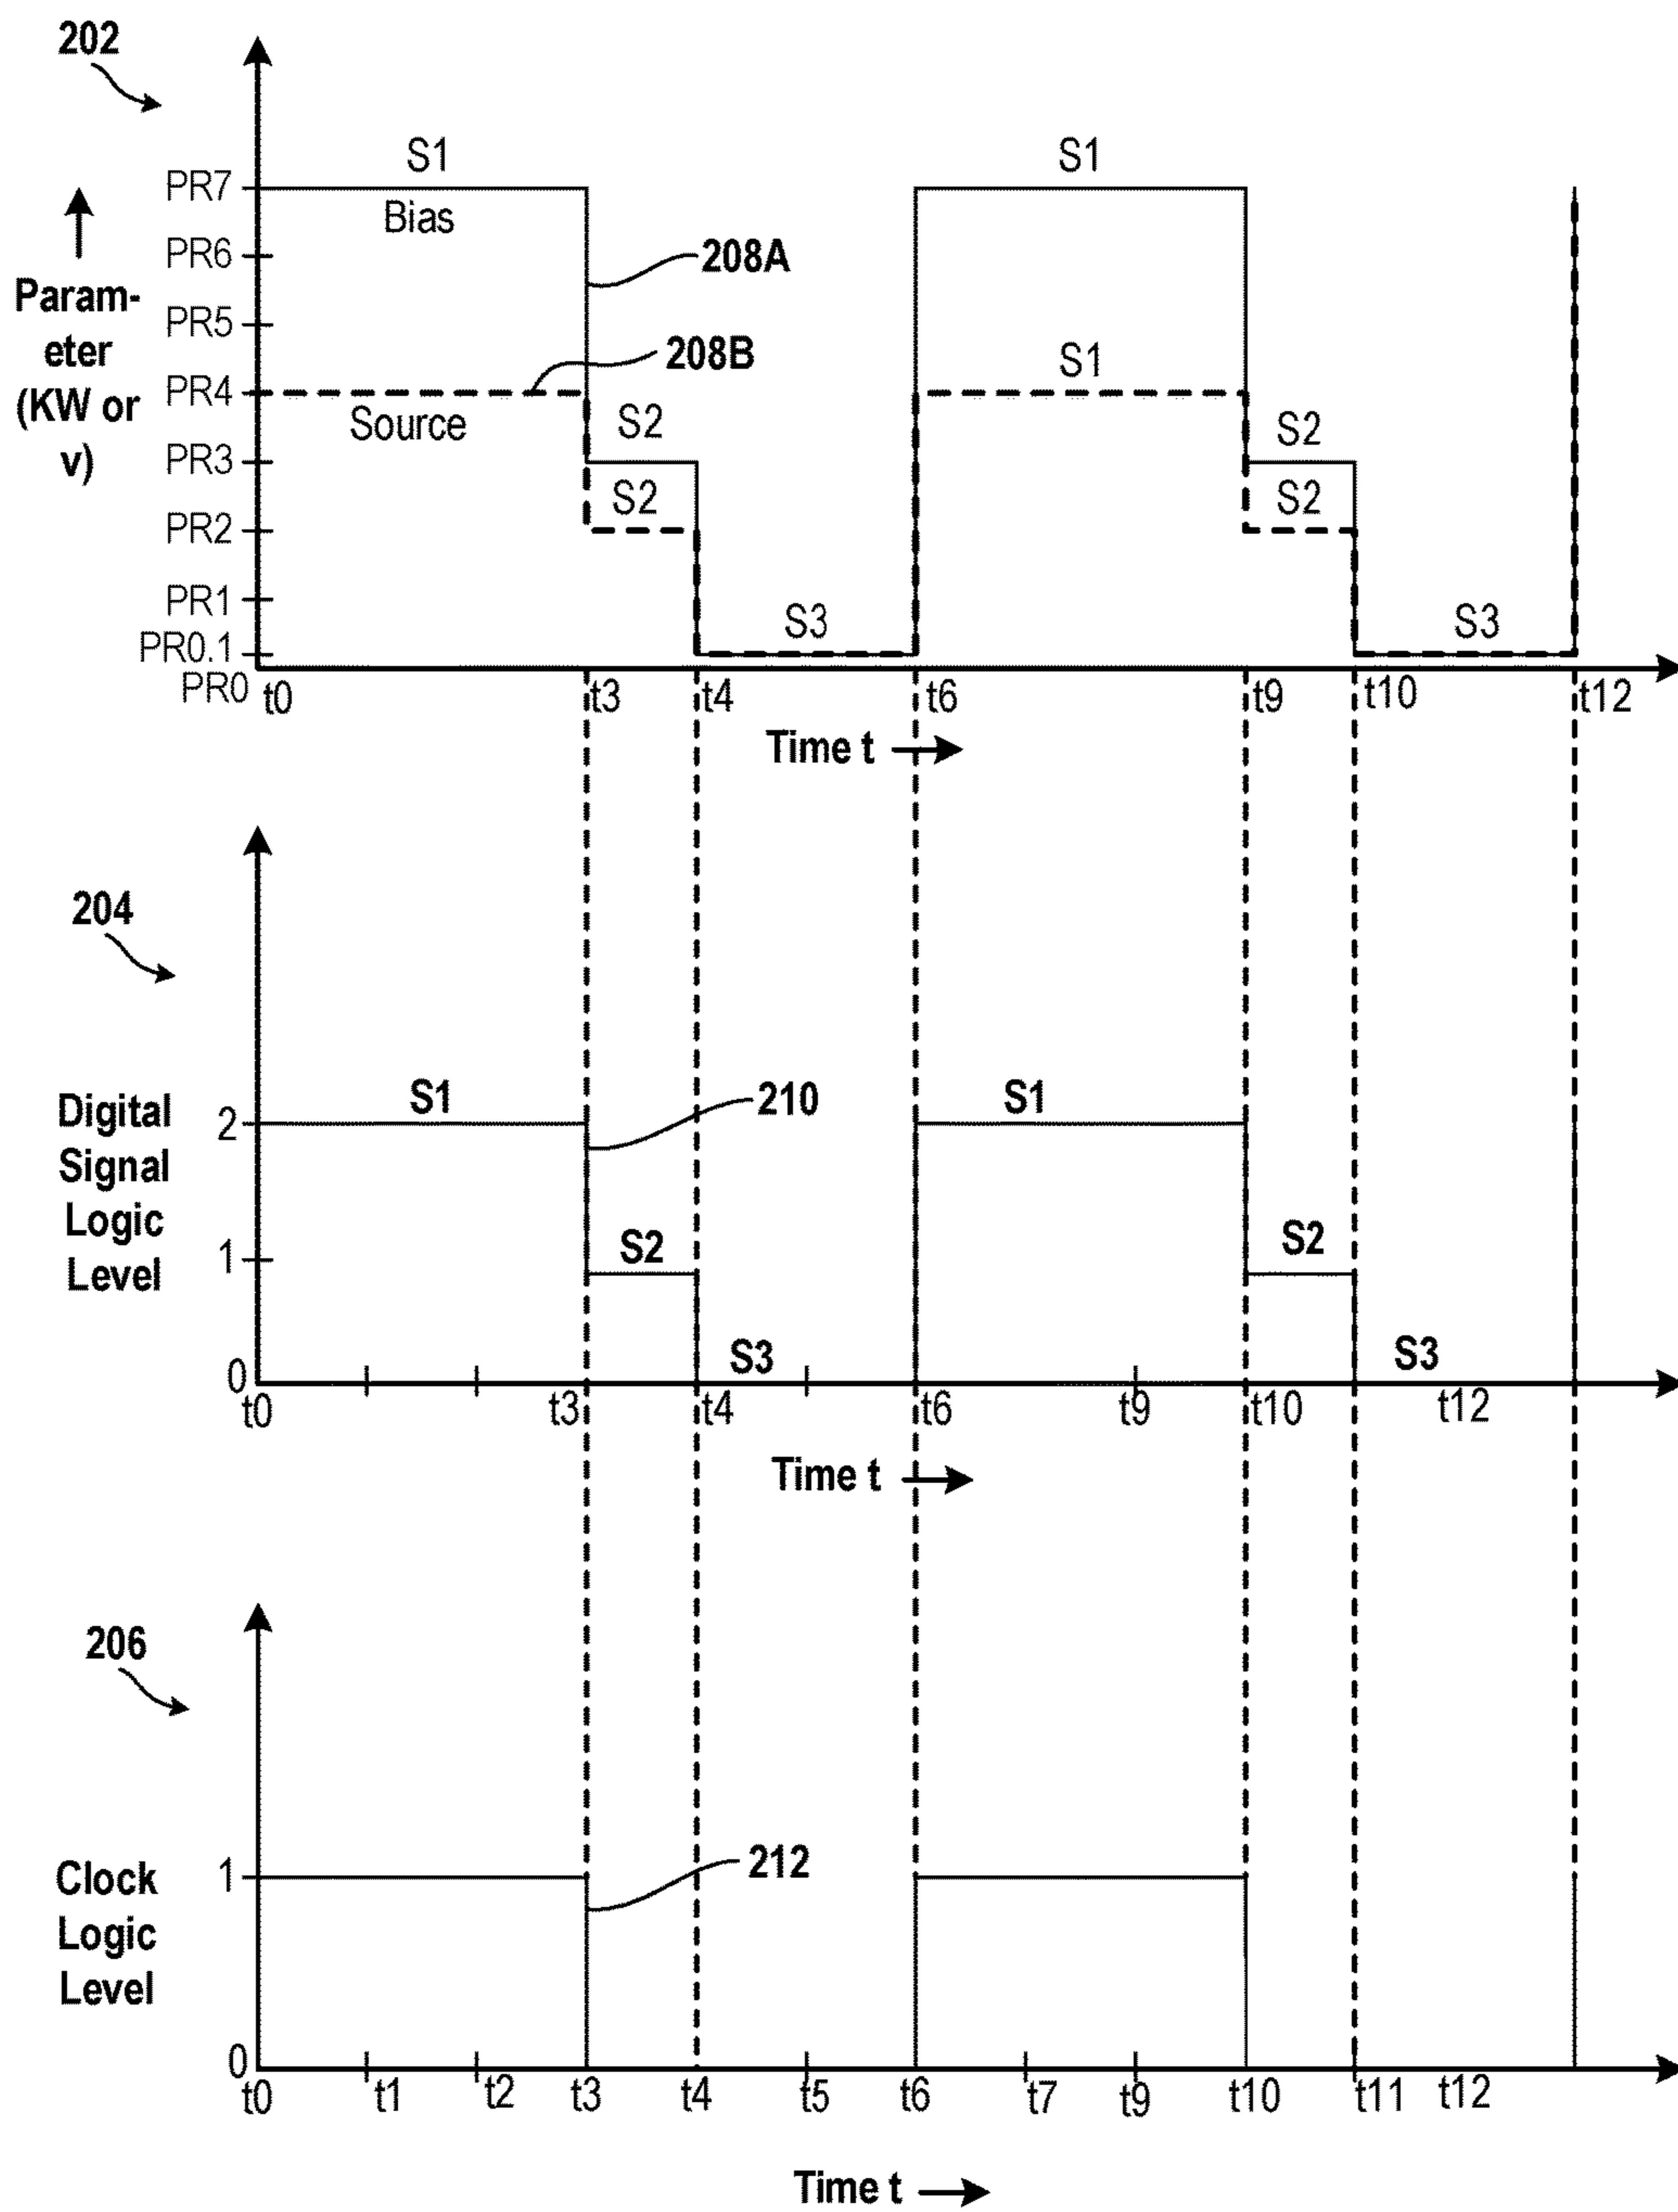 202
S1
S1
PR7
Bias
PR6
208A
Param-
eter
(KW or
v)
PR5
208B
S1
PR4
Source
S2
S2
PR3
S2
S2
PR2
PR1
S3
S3
PR0.1
PR0
t0
t3
t4
t6
t9
t10
t12
Time t
204
Digital
Signal
Logic
Level
S1
210
S1
2
S2
S2
1
S3
S3
0
t0
t3
t4
t6
t9
t10
t12
Time t
206
Clock
Logic
Level
1
212
0
t0
t1
t2
t3
t4
t5
t6
t7
t9
t10
t11
t12
Time t